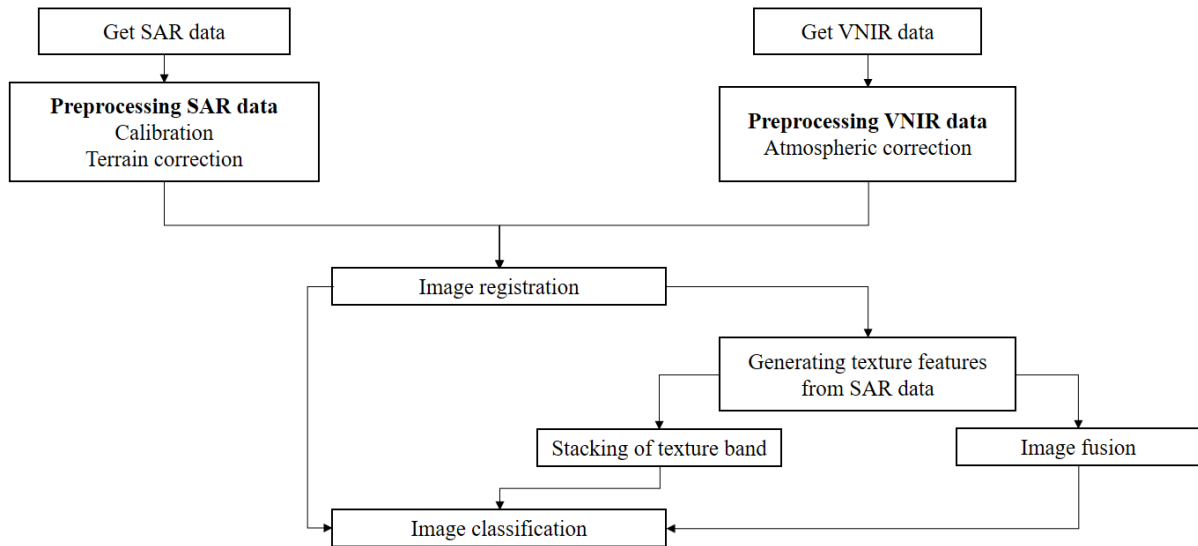 Get SAR data
Get VNIR data
Preprocessing SAR data
Calibration
Terrain correction
Preprocessing VNIR data
Atmospheric correction
Image registration
Generating texture features
from SAR data
Stacking of texture band
Image fusion
Image classification